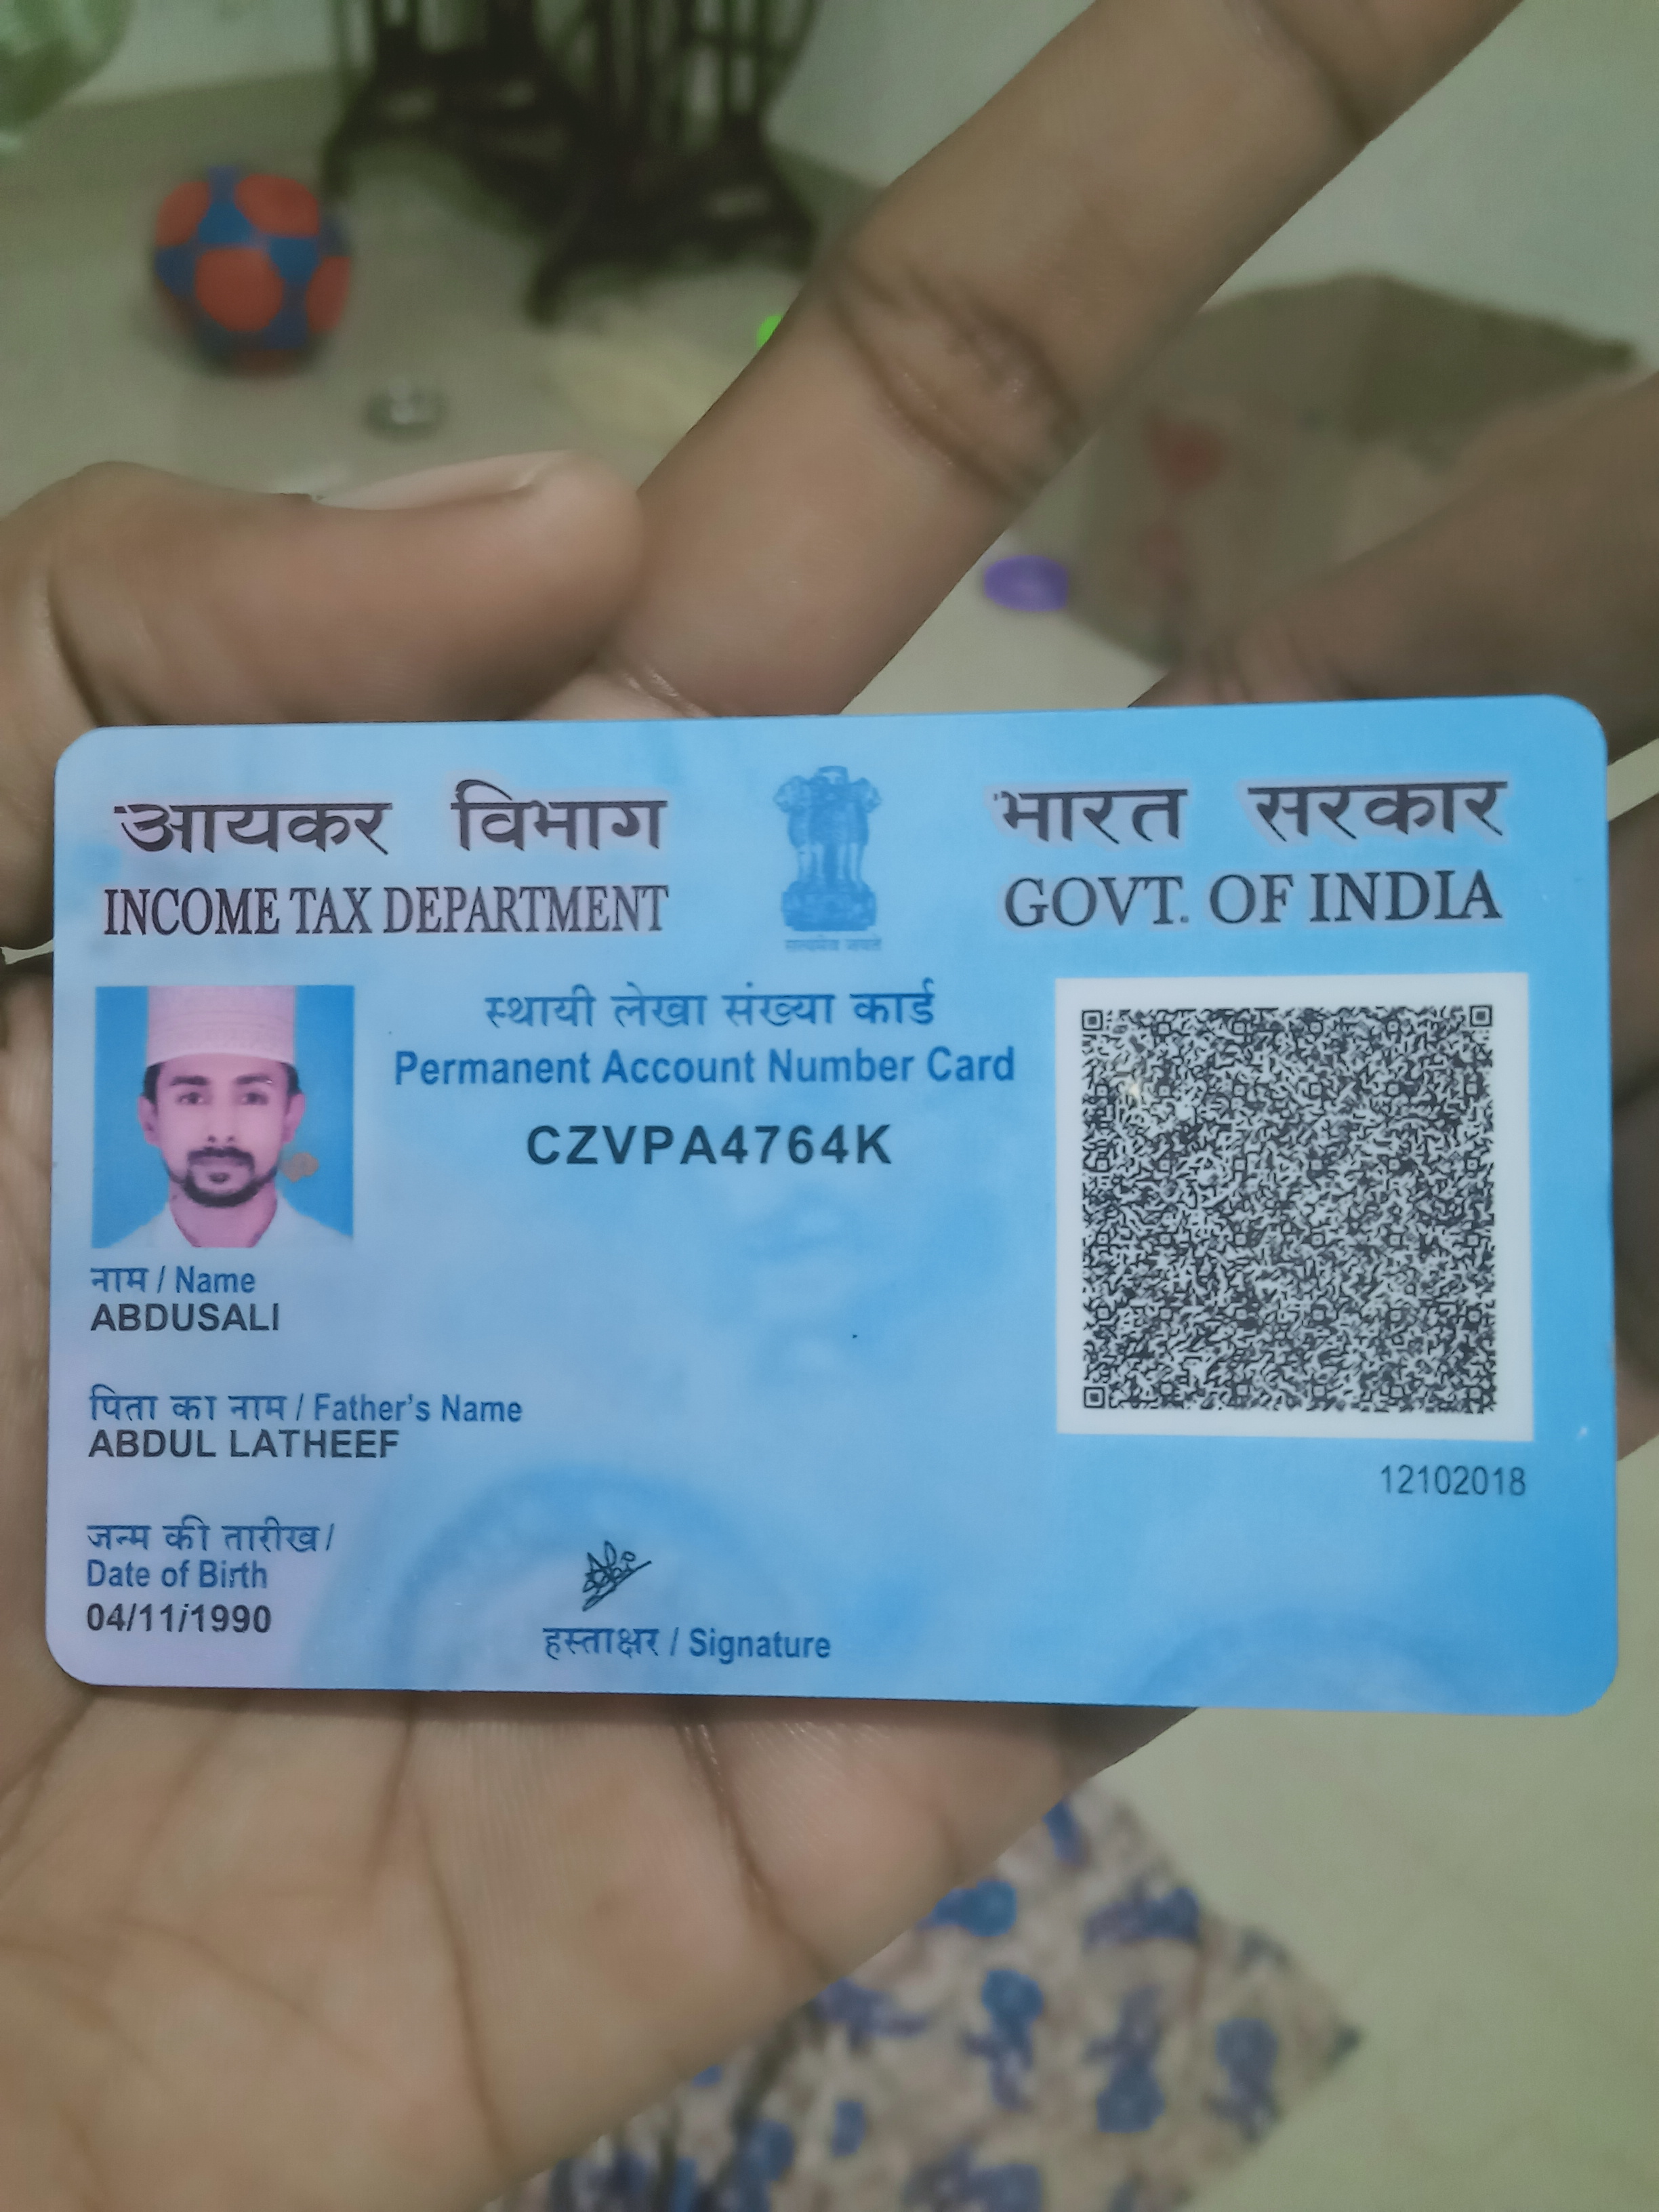 आयकर विभाग
INCOME TAX DEPARTMENT
सत्यमेव जयते
भारत सरकार
GOVT. OF INDIA
स्थायी लेखा संख्या कार्ड
Permanent Account Number Card
CZVPA4764K
नाम / Name
ABDUSALI
पिता का नाम / Father's Name
ABDUL LATHEEF
12102018
जन्म की तारीख /
Date of Birth
04/11/1990
हस्ताक्षर / Signature